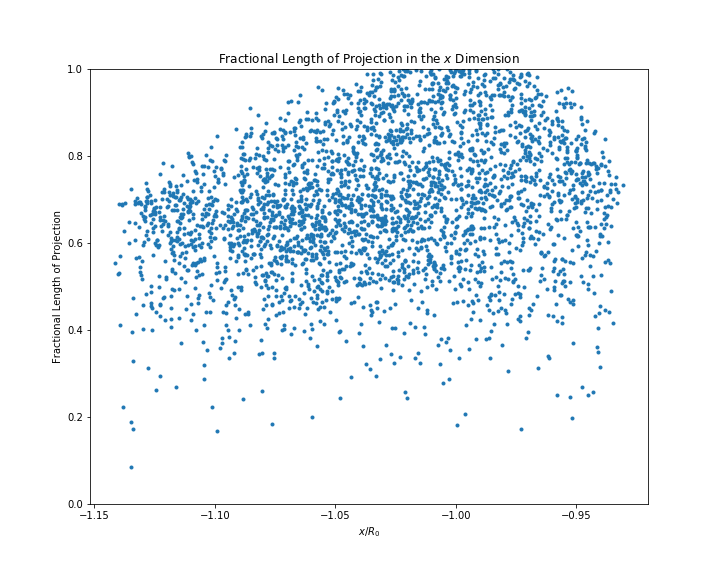 Fractional Length of Projection in the x Dimension
1.0
0.8
0.6
0.4
0.2
0.0
Fractional Length of Projection
−1.15 −1.10 −1.05 −1.00 −0.95
x/R₀